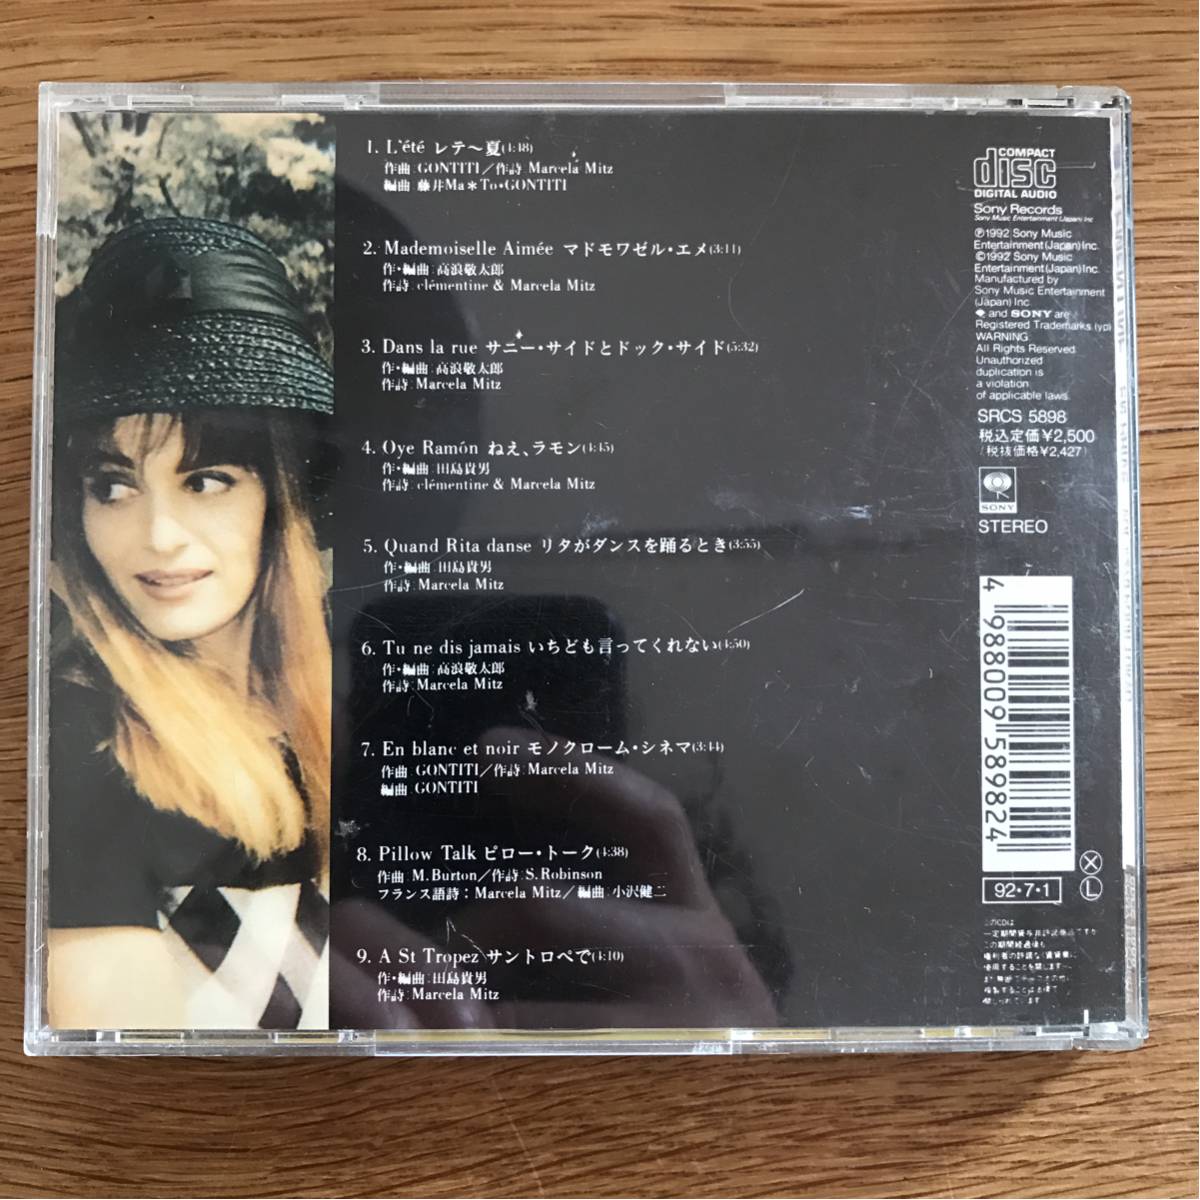 1. L'été レテ〜夏(4:48)
作曲:GONTITI／作詩:Marcela Mitz
編曲:藤井Ma＊To・GONTITI
2. Mademoiselle Aimée マドモワゼル・エメ(3:11)
作・編曲:高浪敬太郎
作詩:clémentine & Marcela Mitz
3. Dans la rue サニー・サイドとドック・サイド(5:32)
作・編曲:高浪敬太郎
作詩:Marcela Mitz
4. Oye Ramón ねえ、ラモン(4:45)
作・編曲:田島貴男
作詩:clémentine & Marcela Mitz
5. Quand Rita danse リタがダンスを踊るとき(3:55)
作・編曲:田島貴男
作詩:Marcela Mitz
6. Tu ne dis jamais いちども言ってくれない(4:50)
作・編曲:高浪敬太郎
作詩:Marcela Mitz
7. En blanc et noir モノクローム・シネマ(3:44)
作曲:GONTITI／作詩:Marcela Mitz
編曲:GONTITI
8. Pillow Talk ピロー・トーク(4:38)
作曲:M.Burton／作詩:S.Robinson
フランス語詩:Marcela Mitz／編曲:小沢健二
9. A St Tropez サントロペで(4:10)
作・編曲:田島貴男
作詩:Marcela Mitz
COMPACT
disc
DIGITAL AUDIO
Sony Records
Sony Music Entertainment (Japan) Inc.
℗1992 Sony Music
Entertainment(Japan)Inc.
©1992 Sony Music
Entertainment(Japan)Inc.
Manufactured by
Sony Music Entertainment
(Japan) Inc.
and SONY are
Registered Trademarks (yp)
WARNING:
All Rights Reserved.
Unauthorized
duplication is
a violation
of applicable laws.
SRCS 5898
税込定価¥2,500
(税抜価格¥2,427)
SONY
STEREO
4 988009 589824
X
L
92・7・1
このCDは